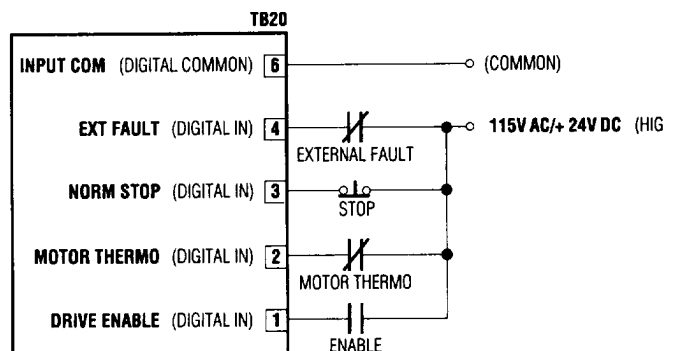 TB20
INPUT COM (DIGITAL COMMON) 6 (COMMON)
EXT FAULT (DIGITAL IN) 4 115V AC/+ 24V DC (HIG
EXTERNAL FAULT
NORM STOP (DIGITAL IN) 3
STOP
MOTOR THERMO (DIGITAL IN) 2
MOTOR THERMO
DRIVE ENABLE (DIGITAL IN) 1
ENABLE